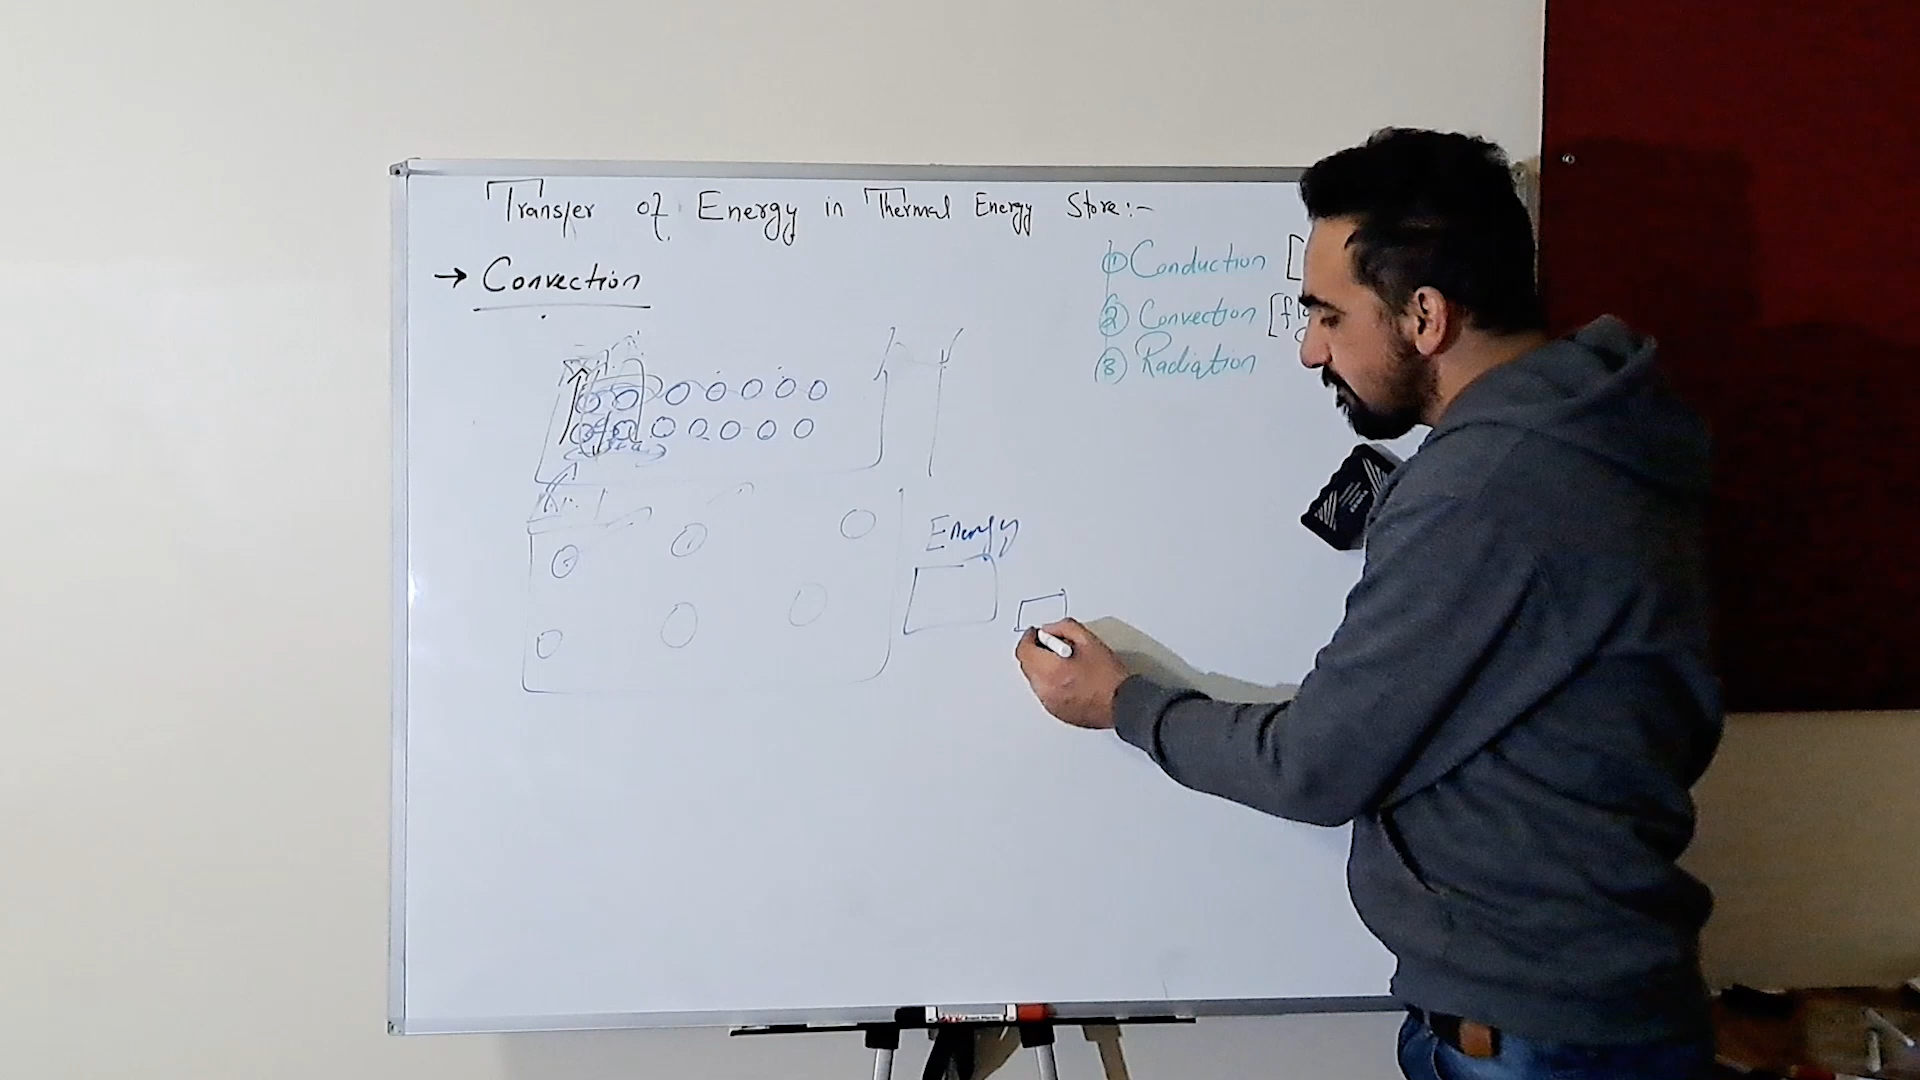 Transfer of Energy in Thermal Energy Store:-
→ Convection
① Conduction [
② Convection [
③ Radiation
Energy